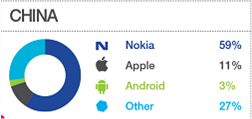 CHINA
Nokia 59%
Apple 11%
Android 3%
Other 27%